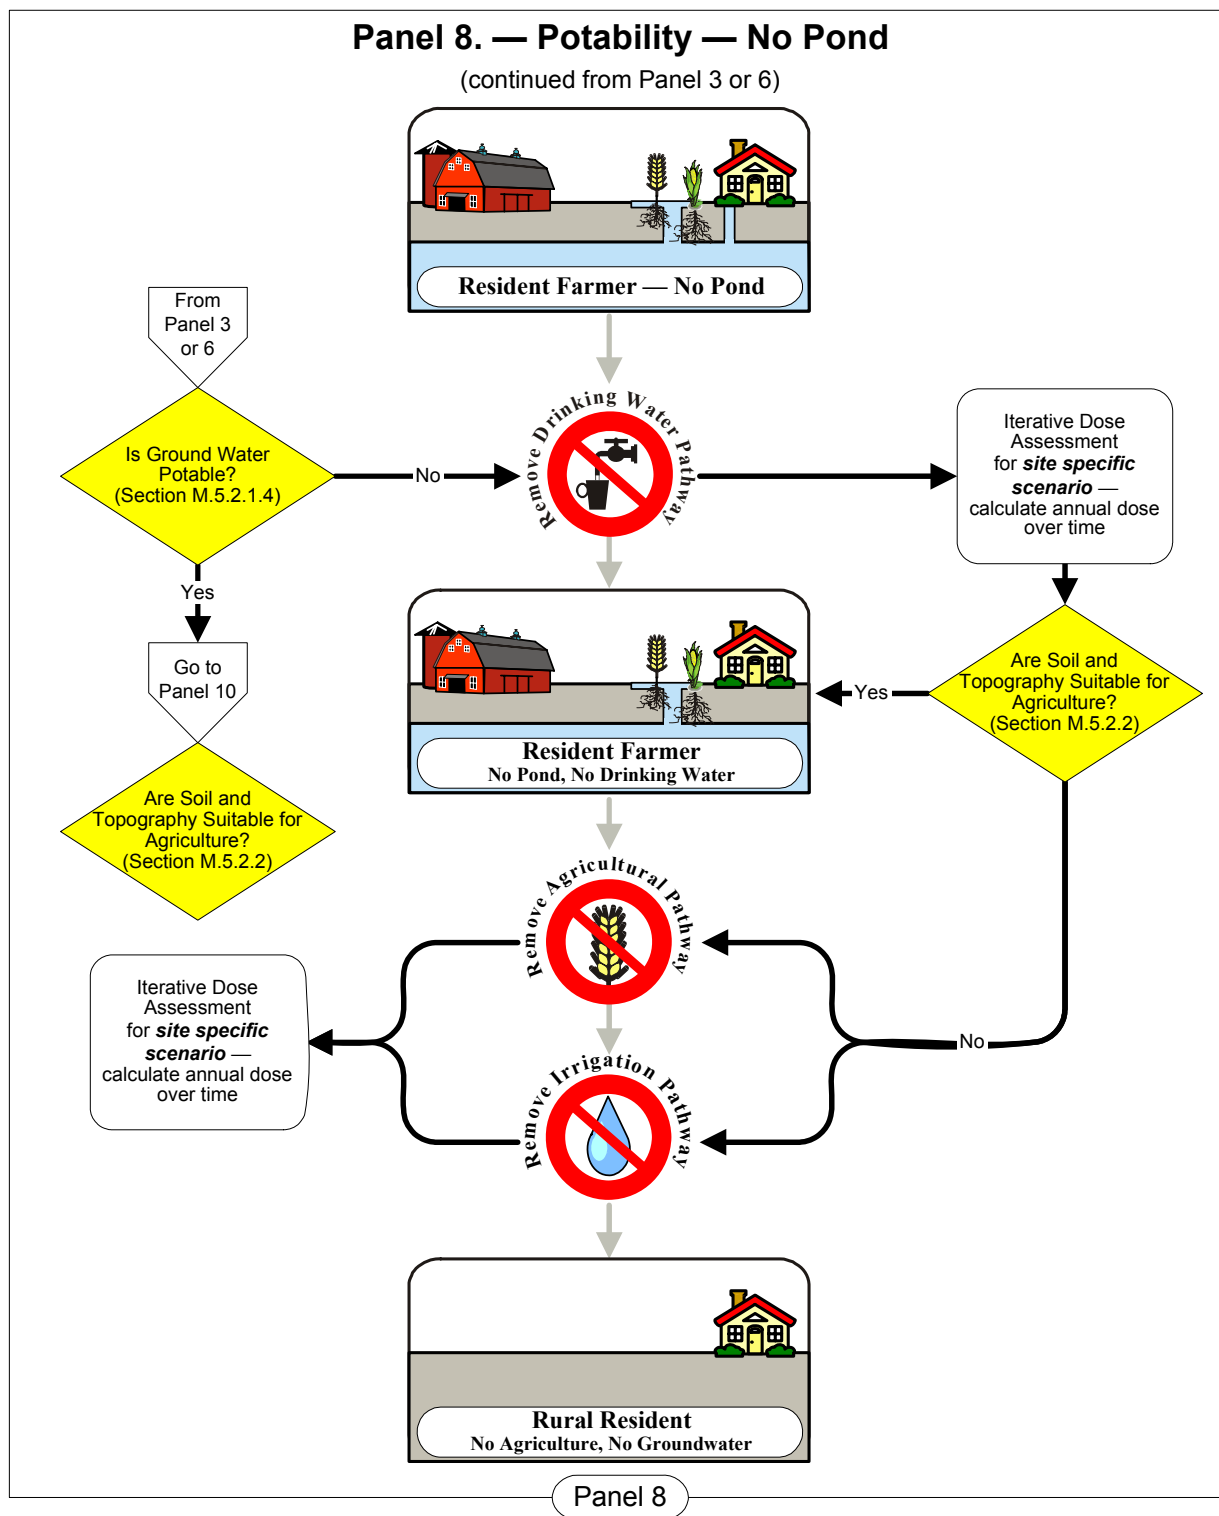 Panel 8. — Potability — No Pond
(continued from Panel 3 or 6)
Resident Farmer — No Pond
From
Panel 3
or 6
Remove Drinking Water Pathway
Is Ground Water
Potable?
(Section M.5.2.1.4)
No
Iterative Dose
Assessment
for site specific
scenario —
calculate annual dose
over time
Yes
Go to
Panel 10
Are Soil and
Topography Suitable for
Agriculture?
(Section M.5.2.2)
Yes
Resident Farmer
No Pond, No Drinking Water
Are Soil and
Topography Suitable for
Agriculture?
(Section M.5.2.2)
Remove Agricultural Pathway
Iterative Dose
Assessment
for site specific
scenario —
calculate annual dose
over time
No
Remove Irrigation Pathway
Rural Resident
No Agriculture, No Groundwater
Panel 8